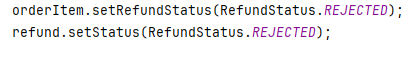 orderItem.setRefundStatus(RefundStatus.REJECTED);
refund.setStatus(RefundStatus.REJECTED);